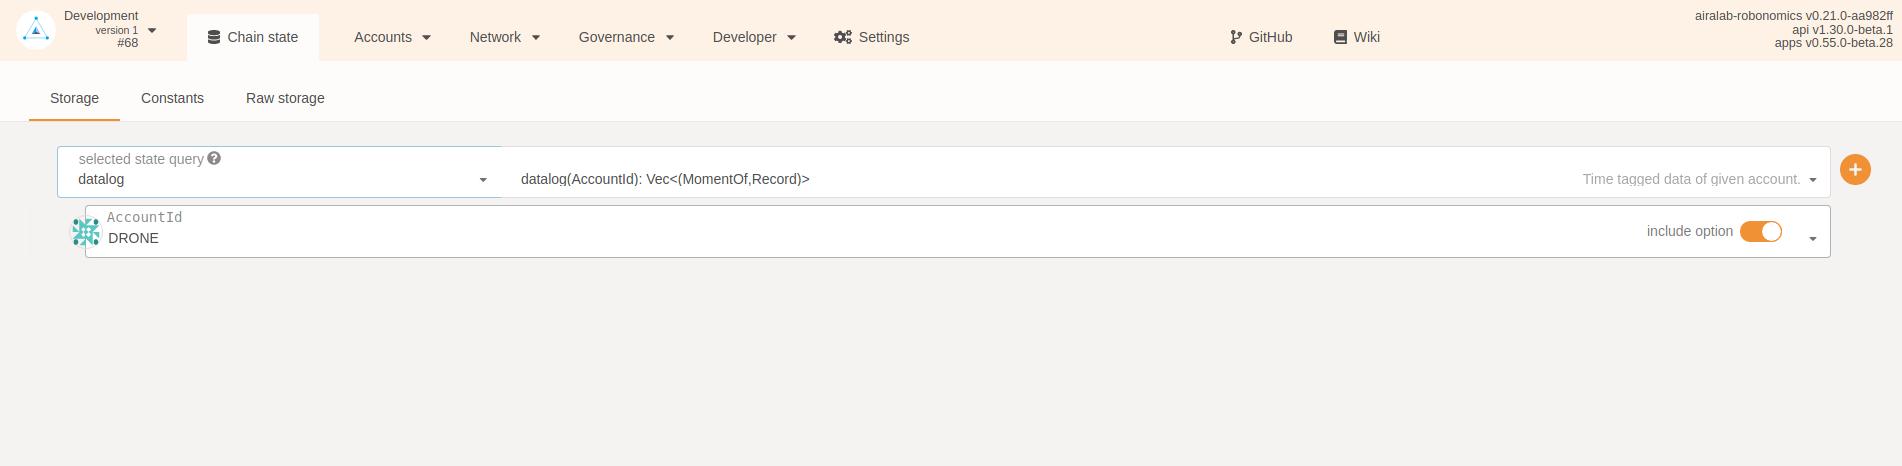 Development
version 1
#68
Chain state
Accounts
Network
Governance
Developer
Settings
GitHub
Wiki
airalab-robonomics v0.21.0-aa982ff
api v1.30.0-beta.1
apps v0.55.0-beta.28
Storage
Constants
Raw storage
selected state query
datalog
datalog(AccountId): Vec<(MomentOf,Record)>
Time tagged data of given account.
AccountId
DRONE
include option